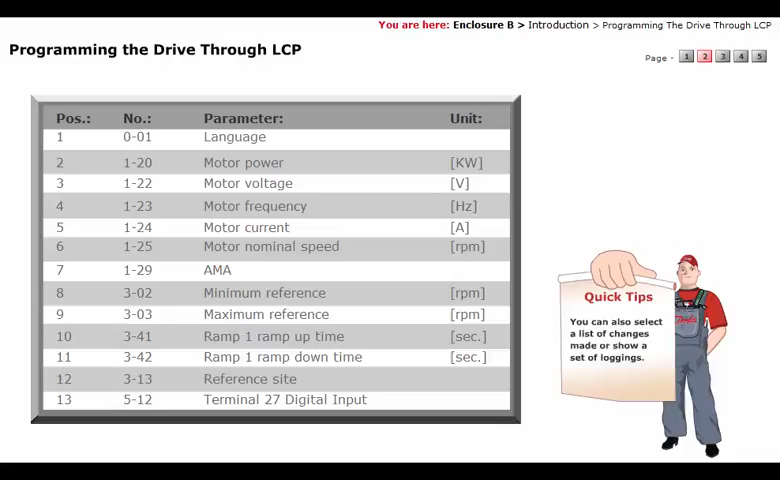 You are here: Enclosure B > Introduction > Programming The Drive Through LCP
Programming the Drive Through LCP
Page - 1 2 3 4 5
Pos.: No.: Parameter: Unit:
1 0-01 Language
2 1-20 Motor power [KW]
3 1-22 Motor voltage [V]
4 1-23 Motor frequency [Hz]
5 1-24 Motor current [A]
6 1-25 Motor nominal speed [rpm]
7 1-29 AMA
8 3-02 Minimum reference [rpm]
9 3-03 Maximum reference [rpm]
10 3-41 Ramp 1 ramp up time [sec.]
11 3-42 Ramp 1 ramp down time [sec.]
12 3-13 Reference site
13 5-12 Terminal 27 Digital Input
Quick Tips
You can also select
a list of changes
made or show a
set of loggings.